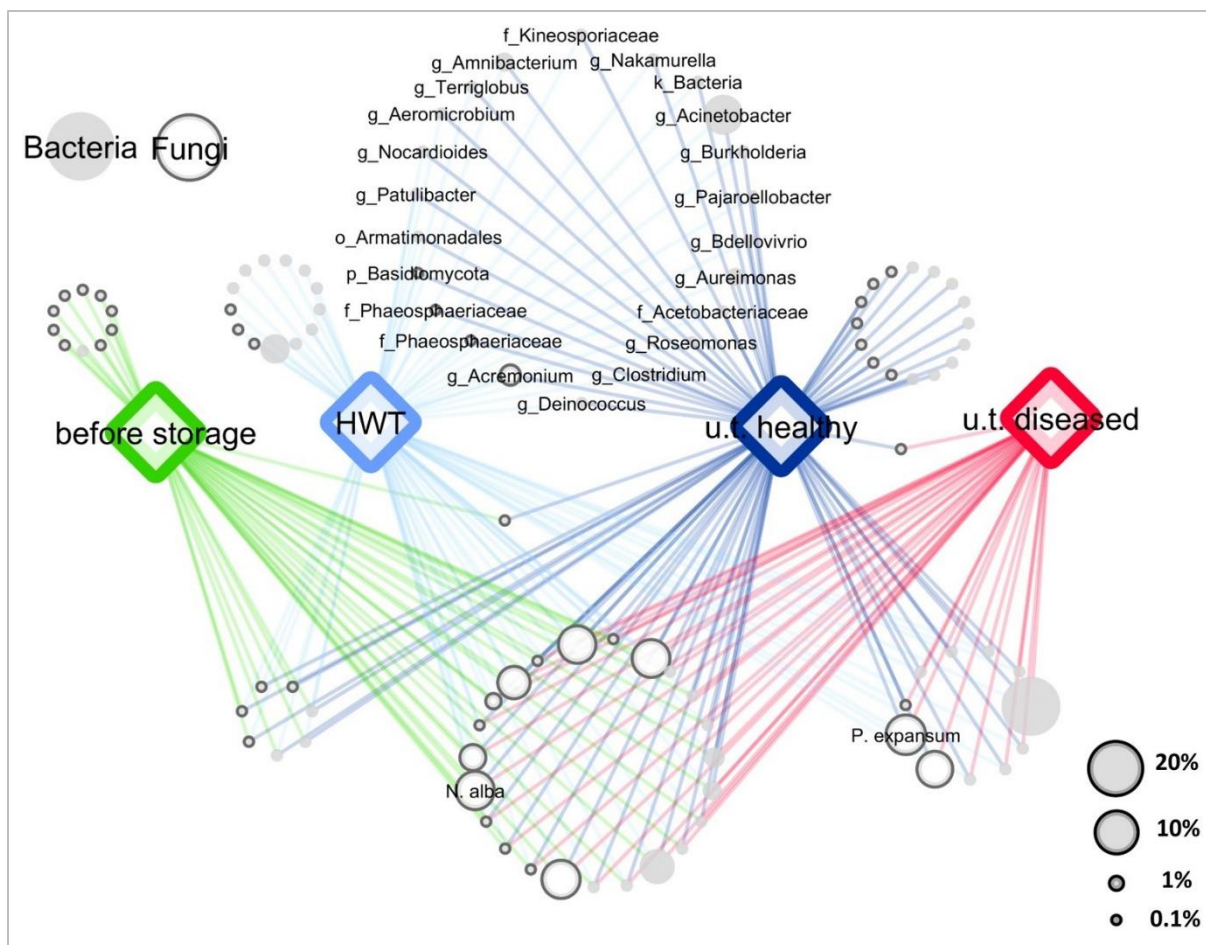 f_Kineosporiaceae
g_Amnibacterium
g_Nakamurella
g_Terriglobus
k_Bacteria
g_Aeromicrobium
g_Acinetobacter
Bacteria
Fungi
g_Nocardioides
g_Burkholderia
g_Patulibacter
g_Pajaroellobacter
o_Armatimonadales
g_Bdellovivrio
p_Basidiomycota
g_Aureimonas
f_Phaeosphaeriaceae
f_Acetobacteriaceae
f_Phaeosphaeriaceae
g_Roseomonas
g_Acremonium
g_Clostridium
g_Deinococcus
before storage
HWT
u.t. healthy
u.t. diseased
P. expansum
N. alba
20%
10%
1%
0.1%